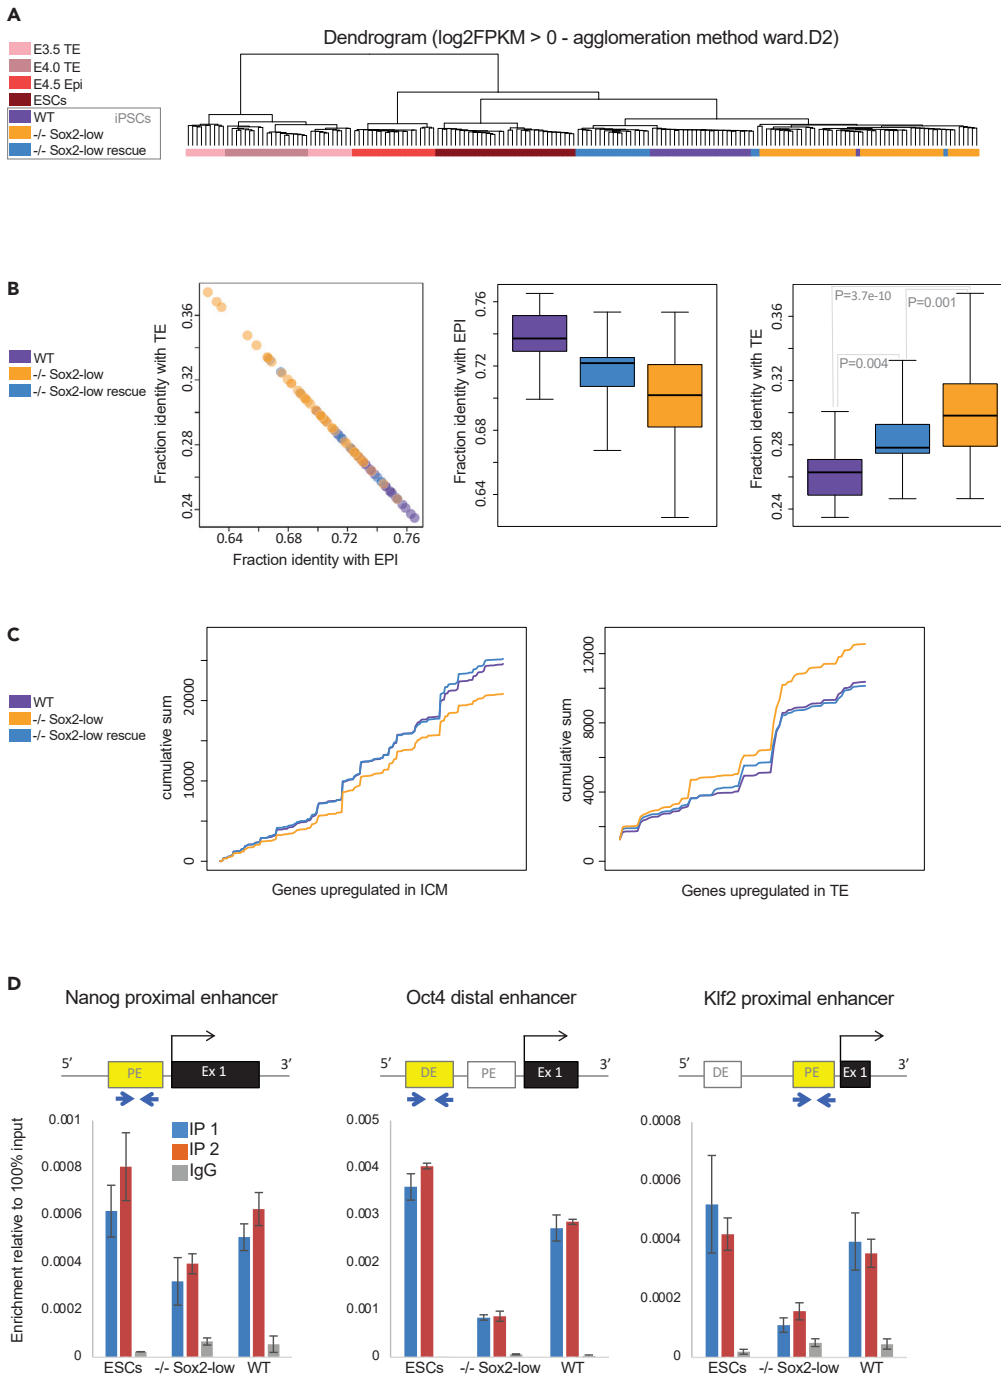 A
Dendrogram (log2FPKM > 0 - agglomeration method ward.D2)
E3.5 TE
E4.0 TE
E4.5 Epi
ESCs
WT iPSCs
-/- Sox2-low
-/- Sox2-low rescue
B
WT
-/- Sox2-low
-/- Sox2-low rescue
Fraction identity with TE
0.36
0.32
0.28
0.24
0.64 0.68 0.72 0.76
Fraction identity with EPI
Fraction identity with EPI
0.76
0.72
0.68
0.64
Fraction identity with TE
0.36
0.32
0.28
0.24
P=3.7e-10
P=0.001
P=0.004
C
WT
-/- Sox2-low
-/- Sox2-low rescue
cumulative sum
20000
10000
0
Genes upregulated in ICM
cumulative sum
12000
8000
4000
0
Genes upregulated in TE
D
Nanog proximal enhancer
5' PE Ex 1 3'
Enrichment relative to 100% input
0.001
0.0008
0.0006
0.0004
0.0002
0
IP 1
IP 2
IgG
ESCs -/- Sox2-low WT
Oct4 distal enhancer
5' DE PE Ex 1 3'
0.005
0.004
0.003
0.002
0.001
0
ESCs -/- Sox2-low WT
Klf2 proximal enhancer
5' DE PE Ex 1 3'
0.0008
0.0006
0.0004
0.0002
0
ESCs -/- Sox2-low WT